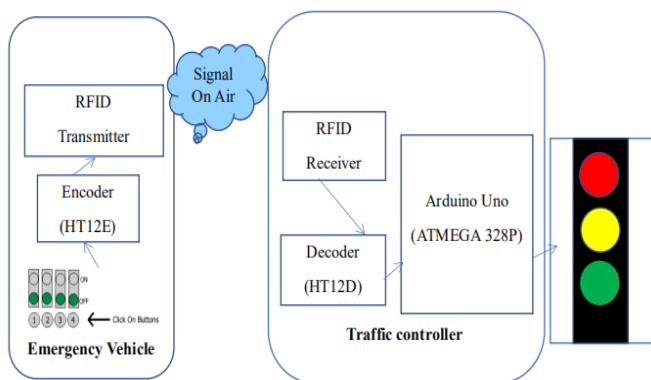 RFID
Transmitter
Encoder
(HT12E)
ON
OFF
1 2 3 4
Click On Buttons
Emergency Vehicle
Signal
On Air
RFID
Receiver
Decoder
(HT12D)
Arduino Uno
(ATMEGA 328P)
Traffic controller